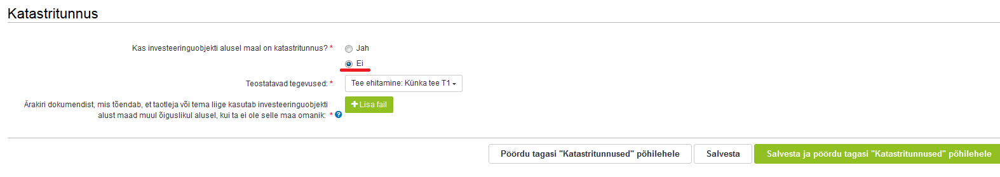 Katastritunnus
Kas investeeringuobjekti alusel maal on katastritunnus? *
Jah
Ei
Teostatavad tegevused: *
Tee ehitamine: Künka tee T1
Ärakiri dokumendist, mis tõendab, et taotleja või tema liige kasutab investeeringuobjekti
alust maad muul õiguslikul alusel, kui ta ei ole selle maa omanik: * ?
Lisa fail
Pöördu tagasi "Katastritunnused" põhilehele
Salvesta
Salvesta ja pöördu tagasi "Katastritunnused" põhilehele